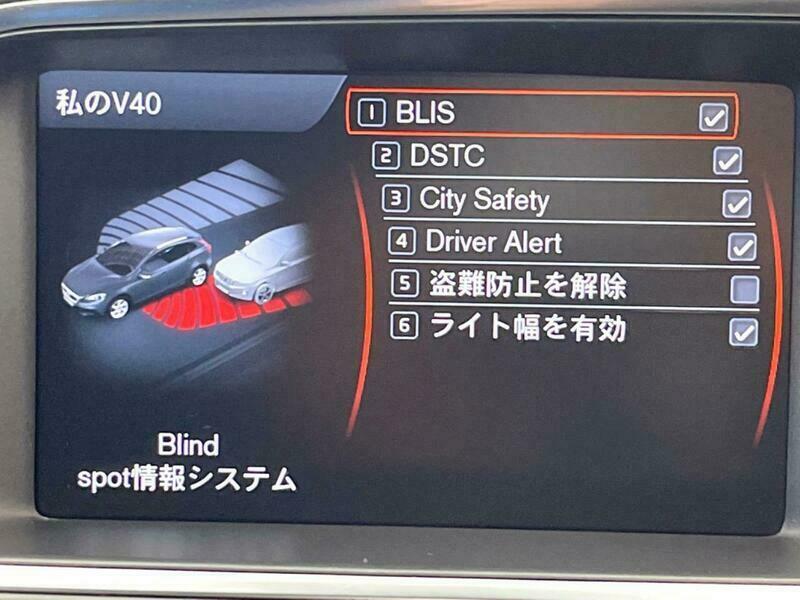 私のV40
1 BLIS
2 DSTC
3 City Safety
4 Driver Alert
5 盗難防止を解除
6 ライト幅を有効
Blind
spot情報システム